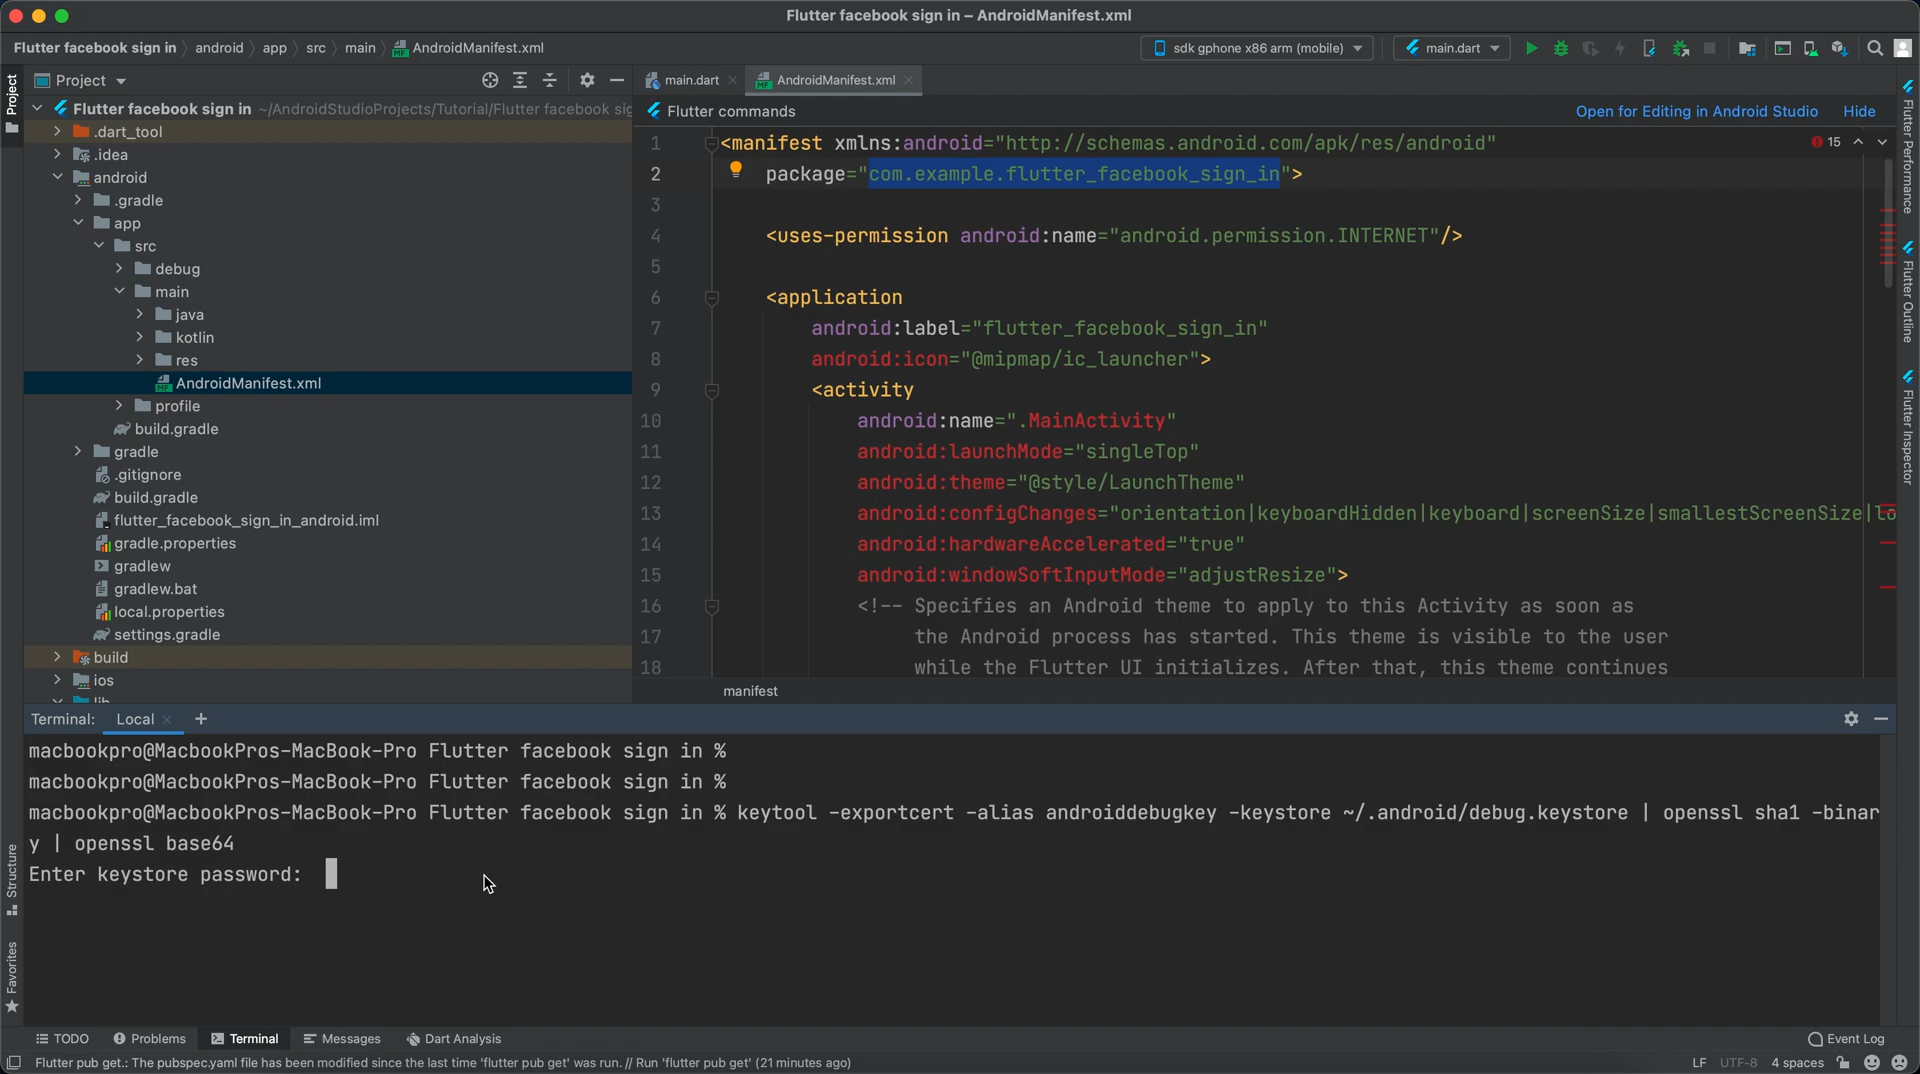 Flutter facebook sign in – AndroidManifest.xml
Flutter facebook sign in android app src main AndroidManifest.xml
sdk gphone x86 arm (mobile) main.dart
Project
main.dart AndroidManifest.xml
Flutter commands Open for Editing in Android Studio Hide
Project
Flutter facebook sign in ~/AndroidStudioProjects/Tutorial/Flutter facebook sig
.dart_tool
.idea
android
.gradle
app
src
debug
main
java
kotlin
res
AndroidManifest.xml
profile
build.gradle
gradle
.gitignore
build.gradle
flutter_facebook_sign_in_android.iml
gradle.properties
gradlew
gradlew.bat
local.properties
settings.gradle
build
ios
lib
1 <manifest xmlns:android="http://schemas.android.com/apk/res/android" 15
2 package="com.example.flutter_facebook_sign_in">
3
4 <uses-permission android:name="android.permission.INTERNET"/>
5
6 <application
7 android:label="flutter_facebook_sign_in"
8 android:icon="@mipmap/ic_launcher">
9 <activity
10 android:name=".MainActivity"
11 android:launchMode="singleTop"
12 android:theme="@style/LaunchTheme"
13 android:configChanges="orientation|keyboardHidden|keyboard|screenSize|smallestScreenSize|lo
14 android:hardwareAccelerated="true"
15 android:windowSoftInputMode="adjustResize">
16 <!-- Specifies an Android theme to apply to this Activity as soon as
17 the Android process has started. This theme is visible to the user
18 while the Flutter UI initializes. After that, this theme continues
manifest
Flutter Performance
Flutter Outline
Flutter Inspector
Terminal: Local
macbookpro@MacbookPros-MacBook-Pro Flutter facebook sign in %
macbookpro@MacbookPros-MacBook-Pro Flutter facebook sign in %
macbookpro@MacbookPros-MacBook-Pro Flutter facebook sign in % keytool -exportcert -alias androiddebugkey -keystore ~/.android/debug.keystore | openssl sha1 -binar
y | openssl base64
Enter keystore password:
Structure
Favorites
TODO Problems Terminal Messages Dart Analysis Event Log
Flutter pub get.: The pubspec.yaml file has been modified since the last time 'flutter pub get' was run. // Run 'flutter pub get' (21 minutes ago) LF UTF-8 4 spaces